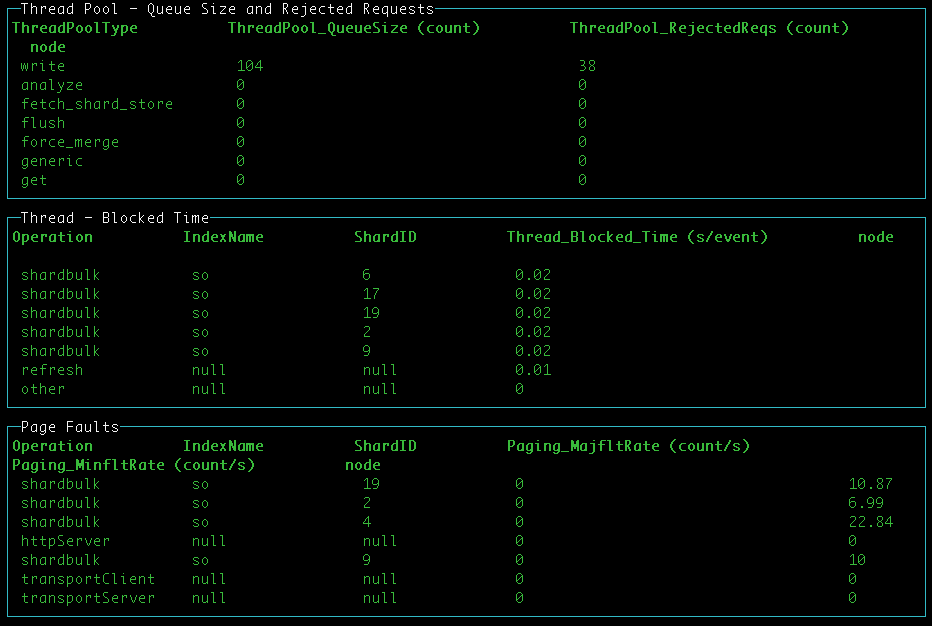 Thread Pool - Queue Size and Rejected Requests
ThreadPoolType ThreadPool_QueueSize (count) ThreadPool_RejectedReqs (count)
node
write 104 38
analyze 0 0
fetch_shard_store 0 0
flush 0 0
force_merge 0 0
generic 0 0
get 0 0
Thread - Blocked Time
Operation IndexName ShardID Thread_Blocked_Time (s/event) node
shardbulk so 6 0.02
shardbulk so 17 0.02
shardbulk so 19 0.02
shardbulk so 2 0.02
shardbulk so 9 0.02
refresh null null 0.01
other null null 0
Page Faults
Operation IndexName ShardID Paging_MajfltRate (count/s)
Paging_MinfltRate (count/s) node
shardbulk so 19 0 10.87
shardbulk so 2 0 6.99
shardbulk so 4 0 22.84
httpServer null null 0 0
shardbulk so 9 0 10
transportClient null null 0 0
transportServer null null 0 0